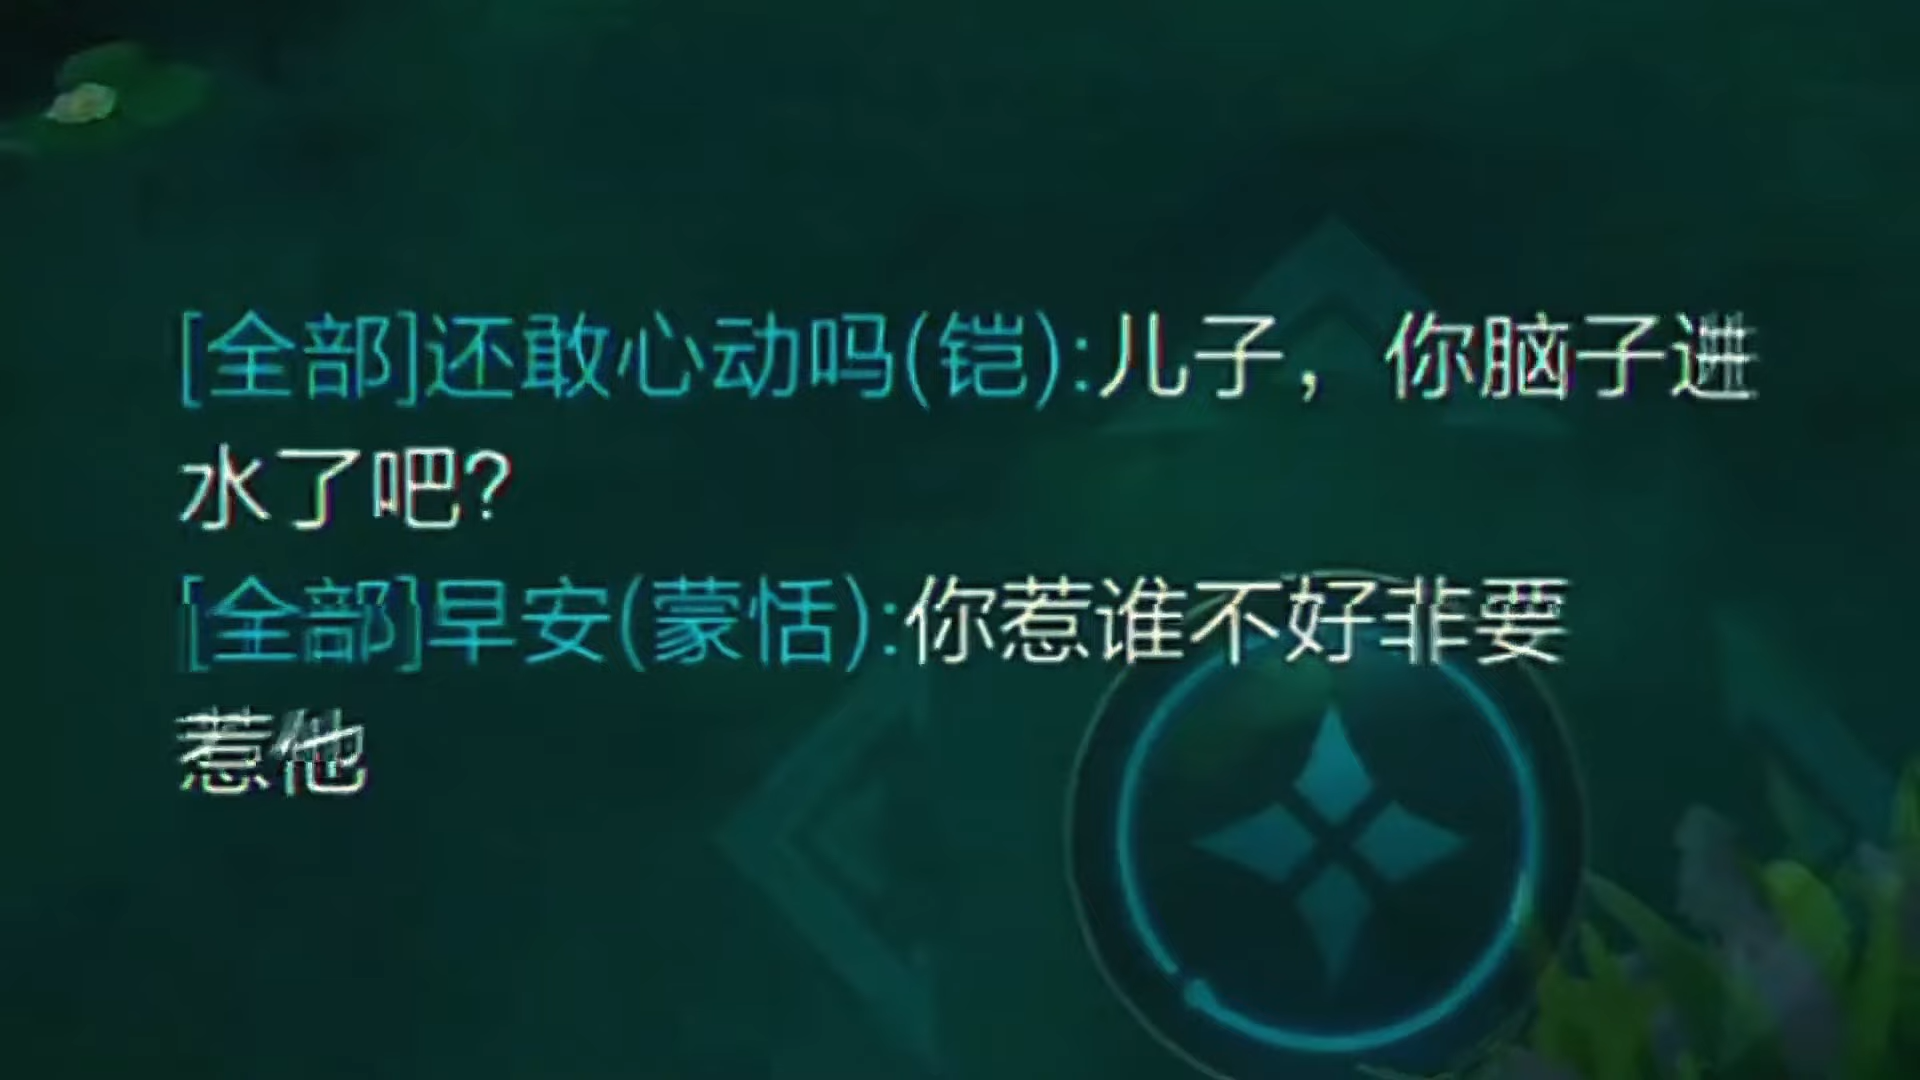 [全部]还敢心动吗(铠):儿子，你脑子进
水了吧?
[全部]早安(蒙恬):你惹谁不好非要
惹他